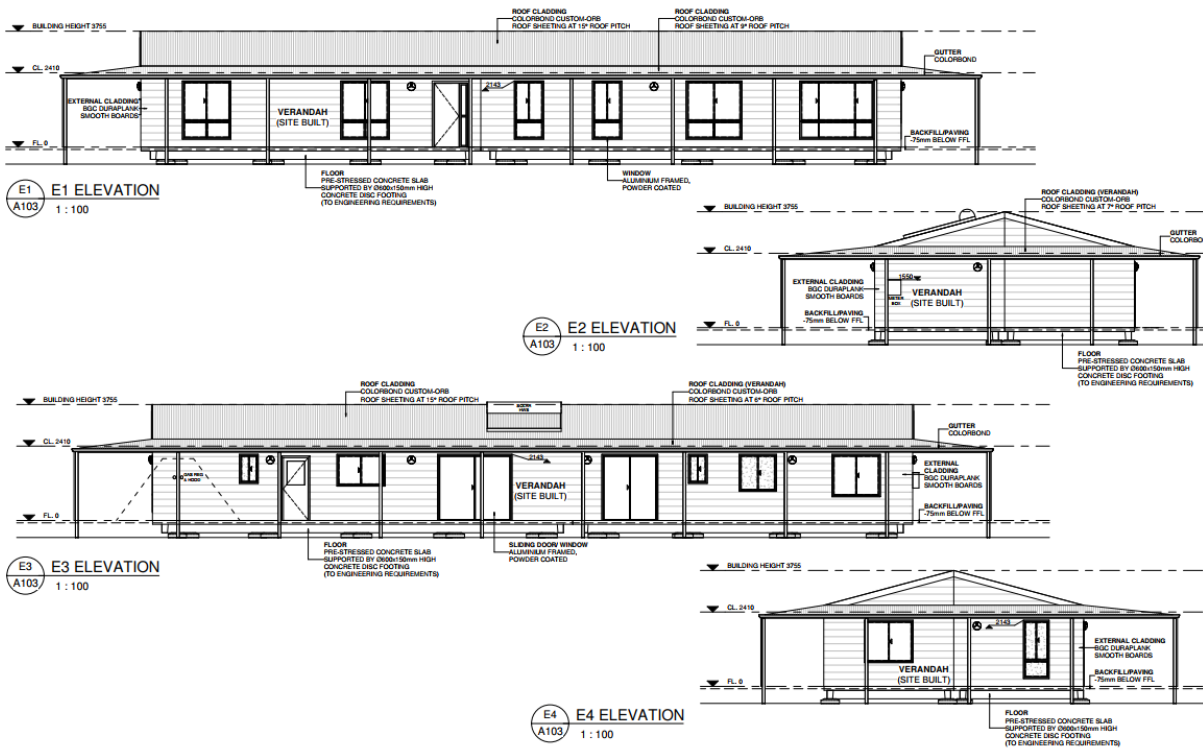 ROOF CLADDING
COLORBOND CUSTOM-ORB
ROOF SHEETING AT 15° ROOF PITCH
ROOF CLADDING
COLORBOND CUSTOM-ORB
ROOF SHEETING AT 9° ROOF PITCH
BUILDING HEIGHT 3755
GUTTER
COLORBOND
CL. 2410
2143
EXTERNAL CLADDING
BGC DURAPLANK
SMOOTH BOARDS
VERANDAH
(SITE BUILT)
BACKFILL/PAVING
-75mm BELOW FFL
FL. 0
FLOOR
PRE-STRESSED CONCRETE SLAB
SUPPORTED BY Ø600x150mm HIGH
CONCRETE DISC FOOTING
(TO ENGINEERING REQUIREMENTS)
WINDOW
ALUMINIUM FRAMED,
POWDER COATED
E1
A103
E1 ELEVATION
1 : 100
ROOF CLADDING (VERANDAH)
COLORBOND CUSTOM-ORB
ROOF SHEETING AT 7° ROOF PITCH
BUILDING HEIGHT 3755
GUTTER
COLORBO
CL. 2410
EXTERNAL CLADDING
BGC DURAPLANK
SMOOTH BOARDS
1550
BOX
VERANDAH
(SITE BUILT)
BACKFILL/PAVING
-75mm BELOW FFL
FL. 0
FLOOR
PRE-STRESSED CONCRETE SLAB
SUPPORTED BY Ø600x150mm HIGH
CONCRETE DISC FOOTING
(TO ENGINEERING REQUIREMENTS)
E2
A103
E2 ELEVATION
1 : 100
ROOF CLADDING
COLORBOND CUSTOM-ORB
ROOF SHEETING AT 15° ROOF PITCH
ROOF CLADDING (VERANDAH)
COLORBOND CUSTOM-ORB
ROOF SHEETING AT 6° ROOF PITCH
BUILDING HEIGHT 3755
GUTTER
COLORBOND
CL. 2410
2143
EXTERNAL
CLADDING
BGC DURAPLANK
SMOOTH BOARDS
VERANDAH
(SITE BUILT)
BACKFILL/PAVING
-75mm BELOW FFL
FL. 0
FLOOR
PRE-STRESSED CONCRETE SLAB
SUPPORTED BY Ø600x150mm HIGH
CONCRETE DISC FOOTING
(TO ENGINEERING REQUIREMENTS)
SLIDING DOOR/ WINDOW
ALUMINIUM FRAMED,
POWDER COATED
E3
A103
E3 ELEVATION
1 : 100
BUILDING HEIGHT 3755
CL. 2410
2143
EXTERNAL CLADDING
BGC DURAPLANK
SMOOTH BOARDS
VERANDAH
(SITE BUILT)
BACKFILL/PAVING
-75mm BELOW FFL
FL. 0
FLOOR
PRE-STRESSED CONCRETE SLAB
SUPPORTED BY Ø600x150mm HIGH
CONCRETE DISC FOOTING
(TO ENGINEERING REQUIREMENTS)
E4
A103
E4 ELEVATION
1 : 100